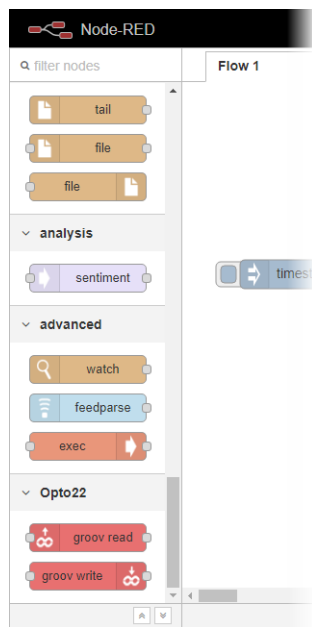 Node-RED
filter nodes
Flow 1
tail
file
file
analysis
sentiment
timest
advanced
watch
feedparse
exec
Opto22
groov read
groov write